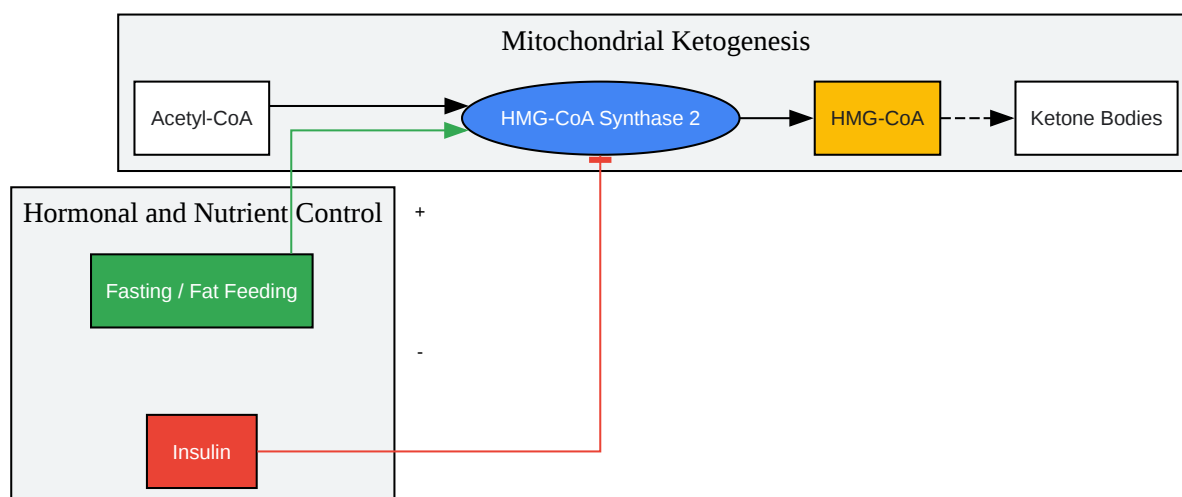 Mitochondrial Ketogenesis
Acetyl-CoA
HMG-CoA Synthase 2
HMG-CoA
Ketone Bodies
Hormonal and Nutrient Control
+
Fasting / Fat Feeding
-
Insulin